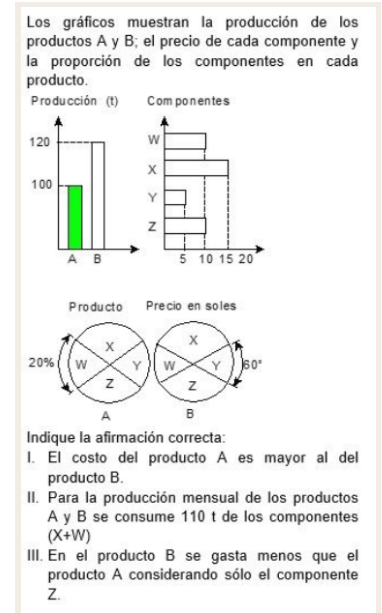 Los gráficos muestran la producción de los
productos A y B; el precio de cada componente y
la proporción de los componentes en cada
producto.
Producción (t) Componentes
120
100
A B
W
X
Y
Z
5 10 15 20
Producto Precio en soles
20%
X
W Y
Z
A
X
W Y
Z
B
60°
Indique la afirmación correcta:
I. El costo del producto A es mayor al del
producto B.
II. Para la producción mensual de los productos
A y B se consume 110 t de los componentes
(X+W)
III. En el producto B se gasta menos que el
producto A considerando sólo el componente
Z.